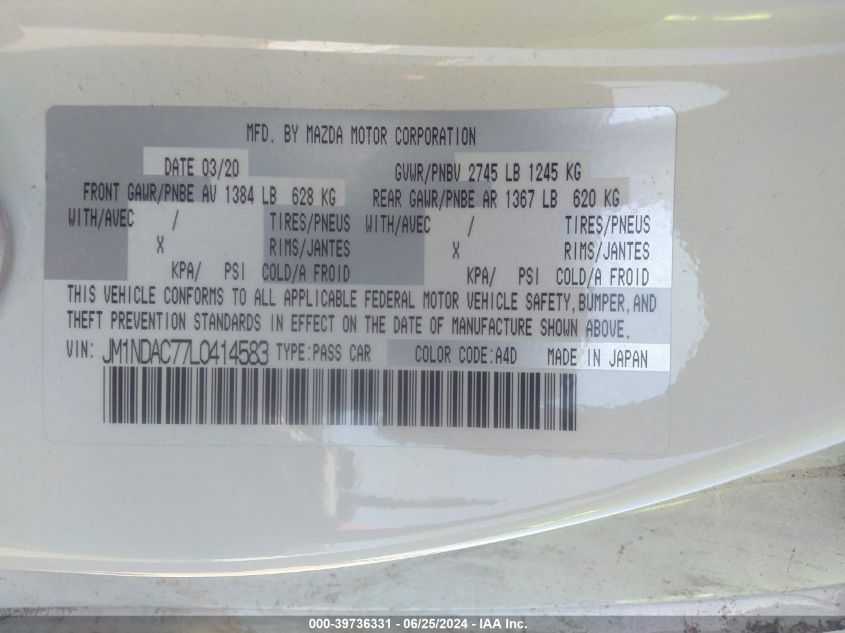 MFD. BY MAZDA MOTOR CORPORATION
DATE 03/20 GVWR/PNBV 2745 LB 1245 KG
FRONT GAWR/PNBE AV 1384 LB 628 KG REAR GAWR/PNBE AR 1367 LB 620 KG
WITH/AVEC / TIRES/PNEUS WITH/AVEC / TIRES/PNEUS
X RIMS/JANTES X RIMS/JANTES
KPA/ PSI COLD/A FROID KPA/ PSI COLD/A FROID
THIS VEHICLE CONFORMS TO ALL APPLICABLE FEDERAL MOTOR VEHICLE SAFETY, BUMPER, AND
THEFT PREVENTION STANDARDS IN EFFECT ON THE DATE OF MANUFACTURE SHOWN ABOVE.
VIN: JM1NDAC77L0414583 TYPE:PASS CAR COLOR CODE:A4D MADE IN JAPAN
000-39736331 - 06/25/2024 - IAA Inc.